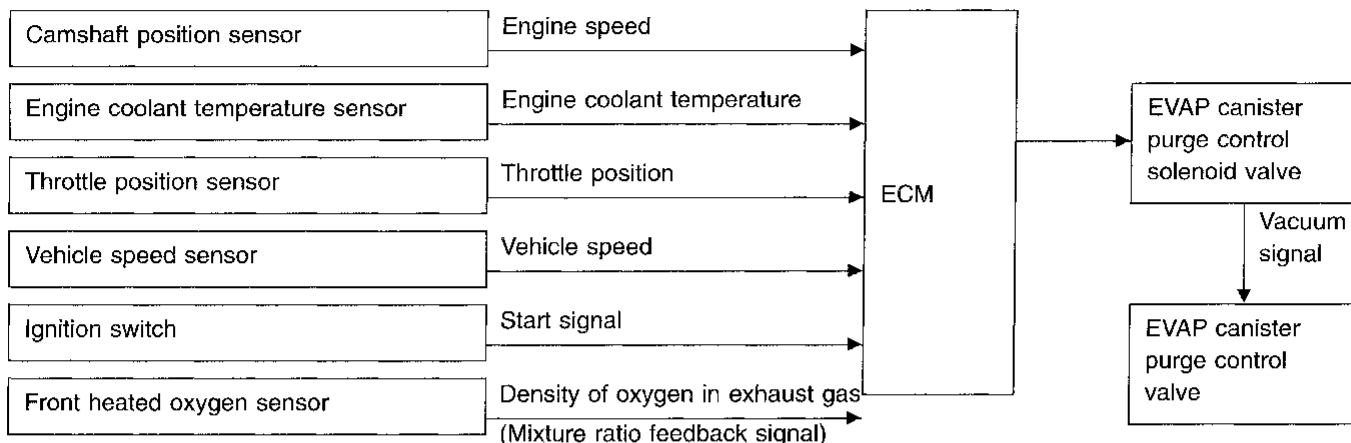 Camshaft position sensor
Engine speed
Engine coolant temperature sensor
Engine coolant temperature
Throttle position sensor
Throttle position
Vehicle speed sensor
Vehicle speed
Ignition switch
Start signal
Front heated oxygen sensor
Density of oxygen in exhaust gas
(Mixture ratio feedback signal)
ECM
EVAP canister
purge control
solenoid valve
Vacuum
signal
EVAP canister
purge control
valve